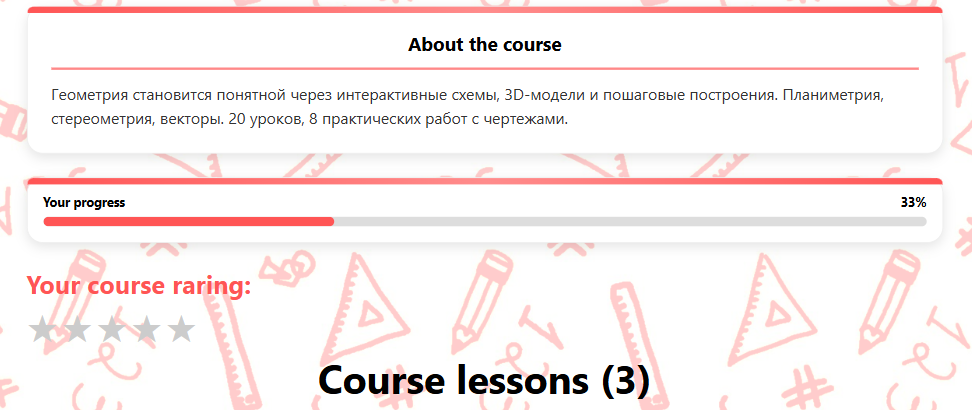 About the course
Геометрия становится понятной через интерактивные схемы, 3D-модели и пошаговые построения. Планиметрия,
стереометрия, векторы. 20 уроков, 8 практических работ с чертежами.
Your progress 33%
Your course raring:
Course lessons (3)